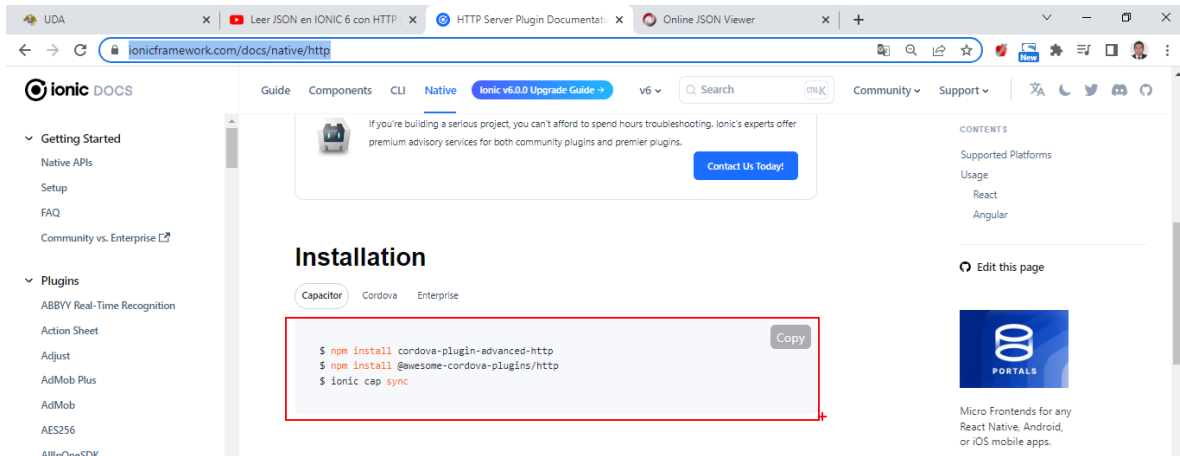 UDA
Leer JSON en IONIC 6 con HTTP
HTTP Server Plugin Documentati
Online JSON Viewer
ionicframework.com/docs/native/http
New
ionic DOCS
Guide Components CLI Native Ionic v6.0.0 Upgrade Guide → v6 Search Community Support
If you're building a serious project, you can't afford to spend hours troubleshooting. Ionic's experts offer
premium advisory services for both community plugins and premier plugins.
Contact Us Today!
Getting Started
Native APIs
Setup
FAQ
Community vs. Enterprise
Plugins
ABBYY Real-Time Recognition
Action Sheet
Adjust
AdMob Plus
AdMob
AES256
AllInOneSDK
Installation
Capacitor Cordova Enterprise
Copy
$ npm install cordova-plugin-advanced-http
$ npm install @awesome-cordova-plugins/http
$ ionic cap sync
CONTENTS
Supported Platforms
Usage
React
Angular
Edit this page
PORTALS
Micro Frontends for any
React Native, Android,
or iOS mobile apps.